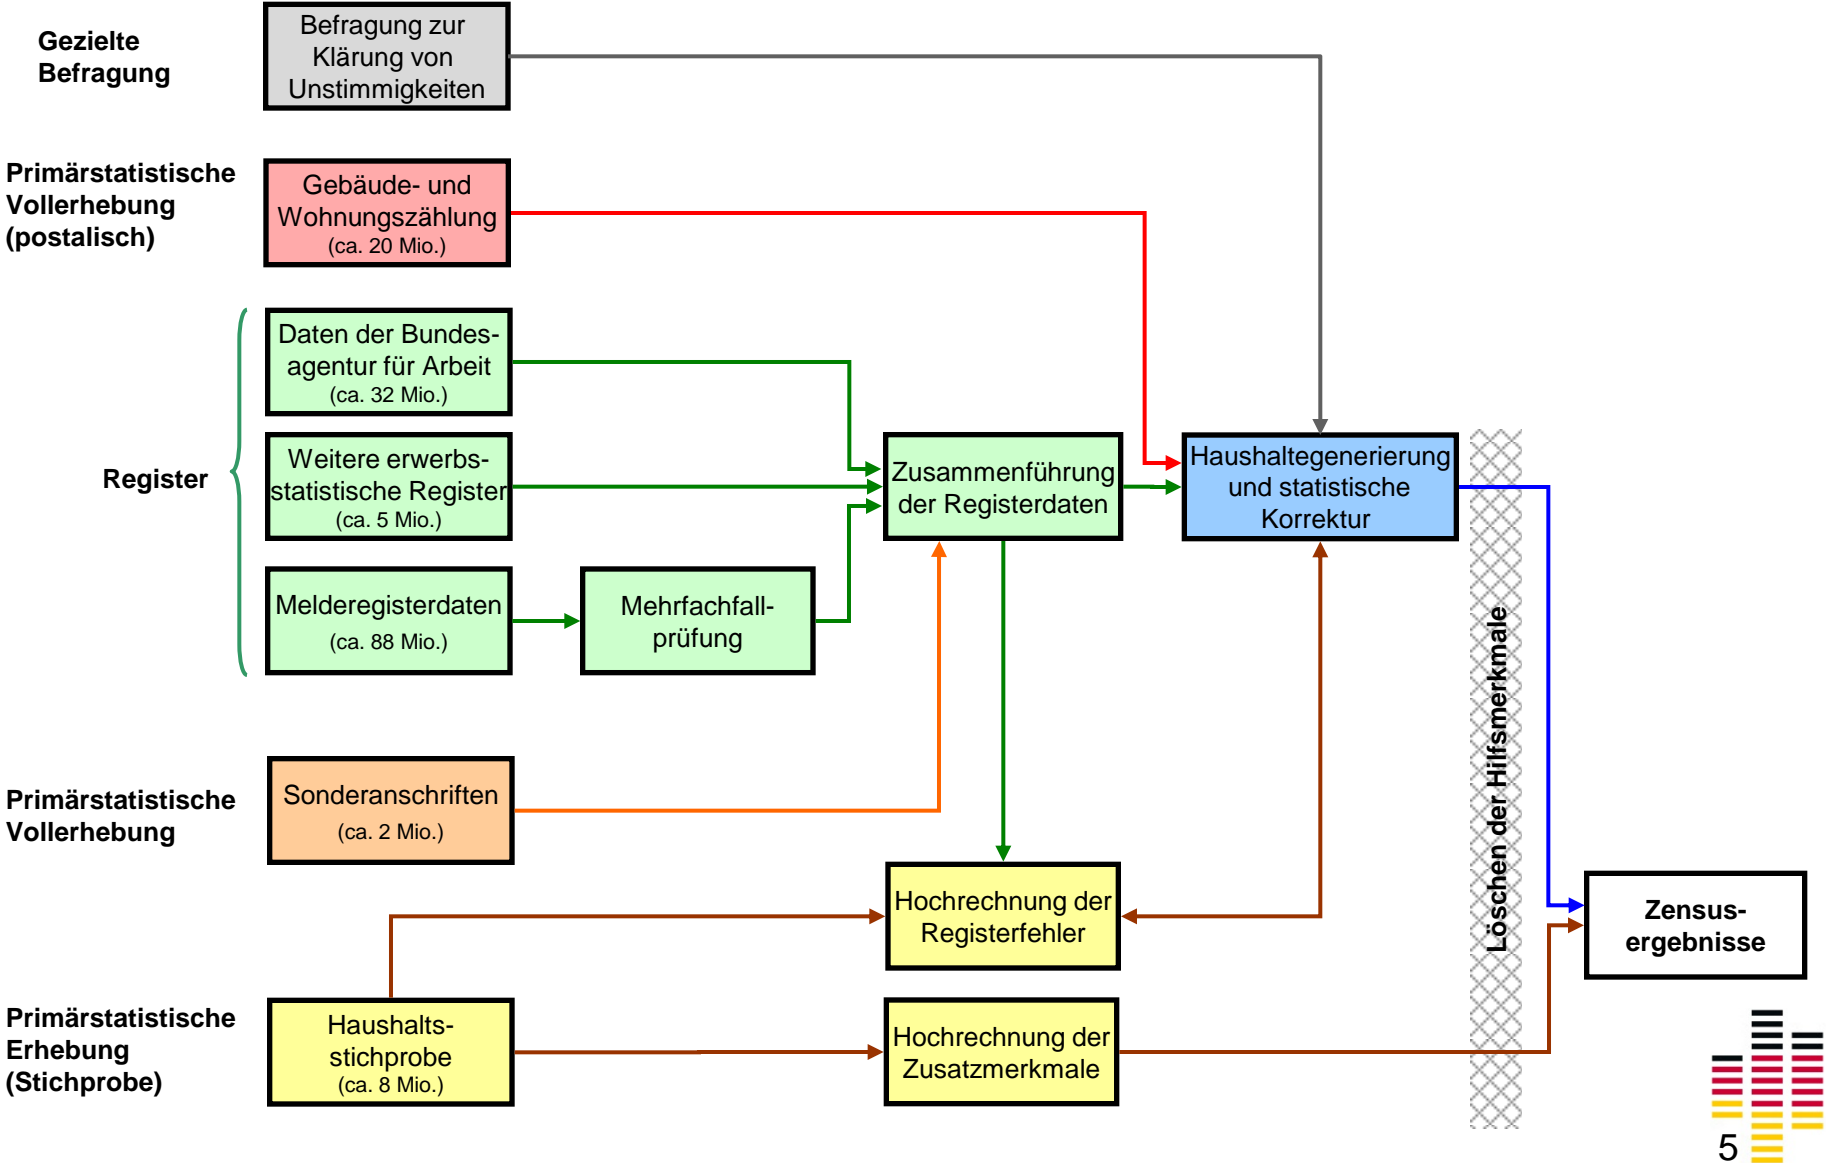 Gezielte
Befragung
Befragung zur
Klärung von
Unstimmigkeiten
Primärstatistische
Vollerhebung
(postalisch)
Gebäude- und
Wohnungszählung
(ca. 20 Mio.)
Register
Daten der Bundes-
agentur für Arbeit
(ca. 32 Mio.)
Weitere erwerbs-
statistische Register
(ca. 5 Mio.)
Melderegisterdaten
(ca. 88 Mio.)
Mehrfachfall-
prüfung
Zusammenführung
der Registerdaten
Haushaltegenerierung
und statistische
Korrektur
Löschen der Hilfsmerkmale
Primärstatistische
Vollerhebung
Sonderanschriften
(ca. 2 Mio.)
Hochrechnung der
Registerfehler
Zensus-
ergebnisse
Primärstatistische
Erhebung
(Stichprobe)
Haushalts-
stichprobe
(ca. 8 Mio.)
Hochrechnung der
Zusatzmerkmale
5